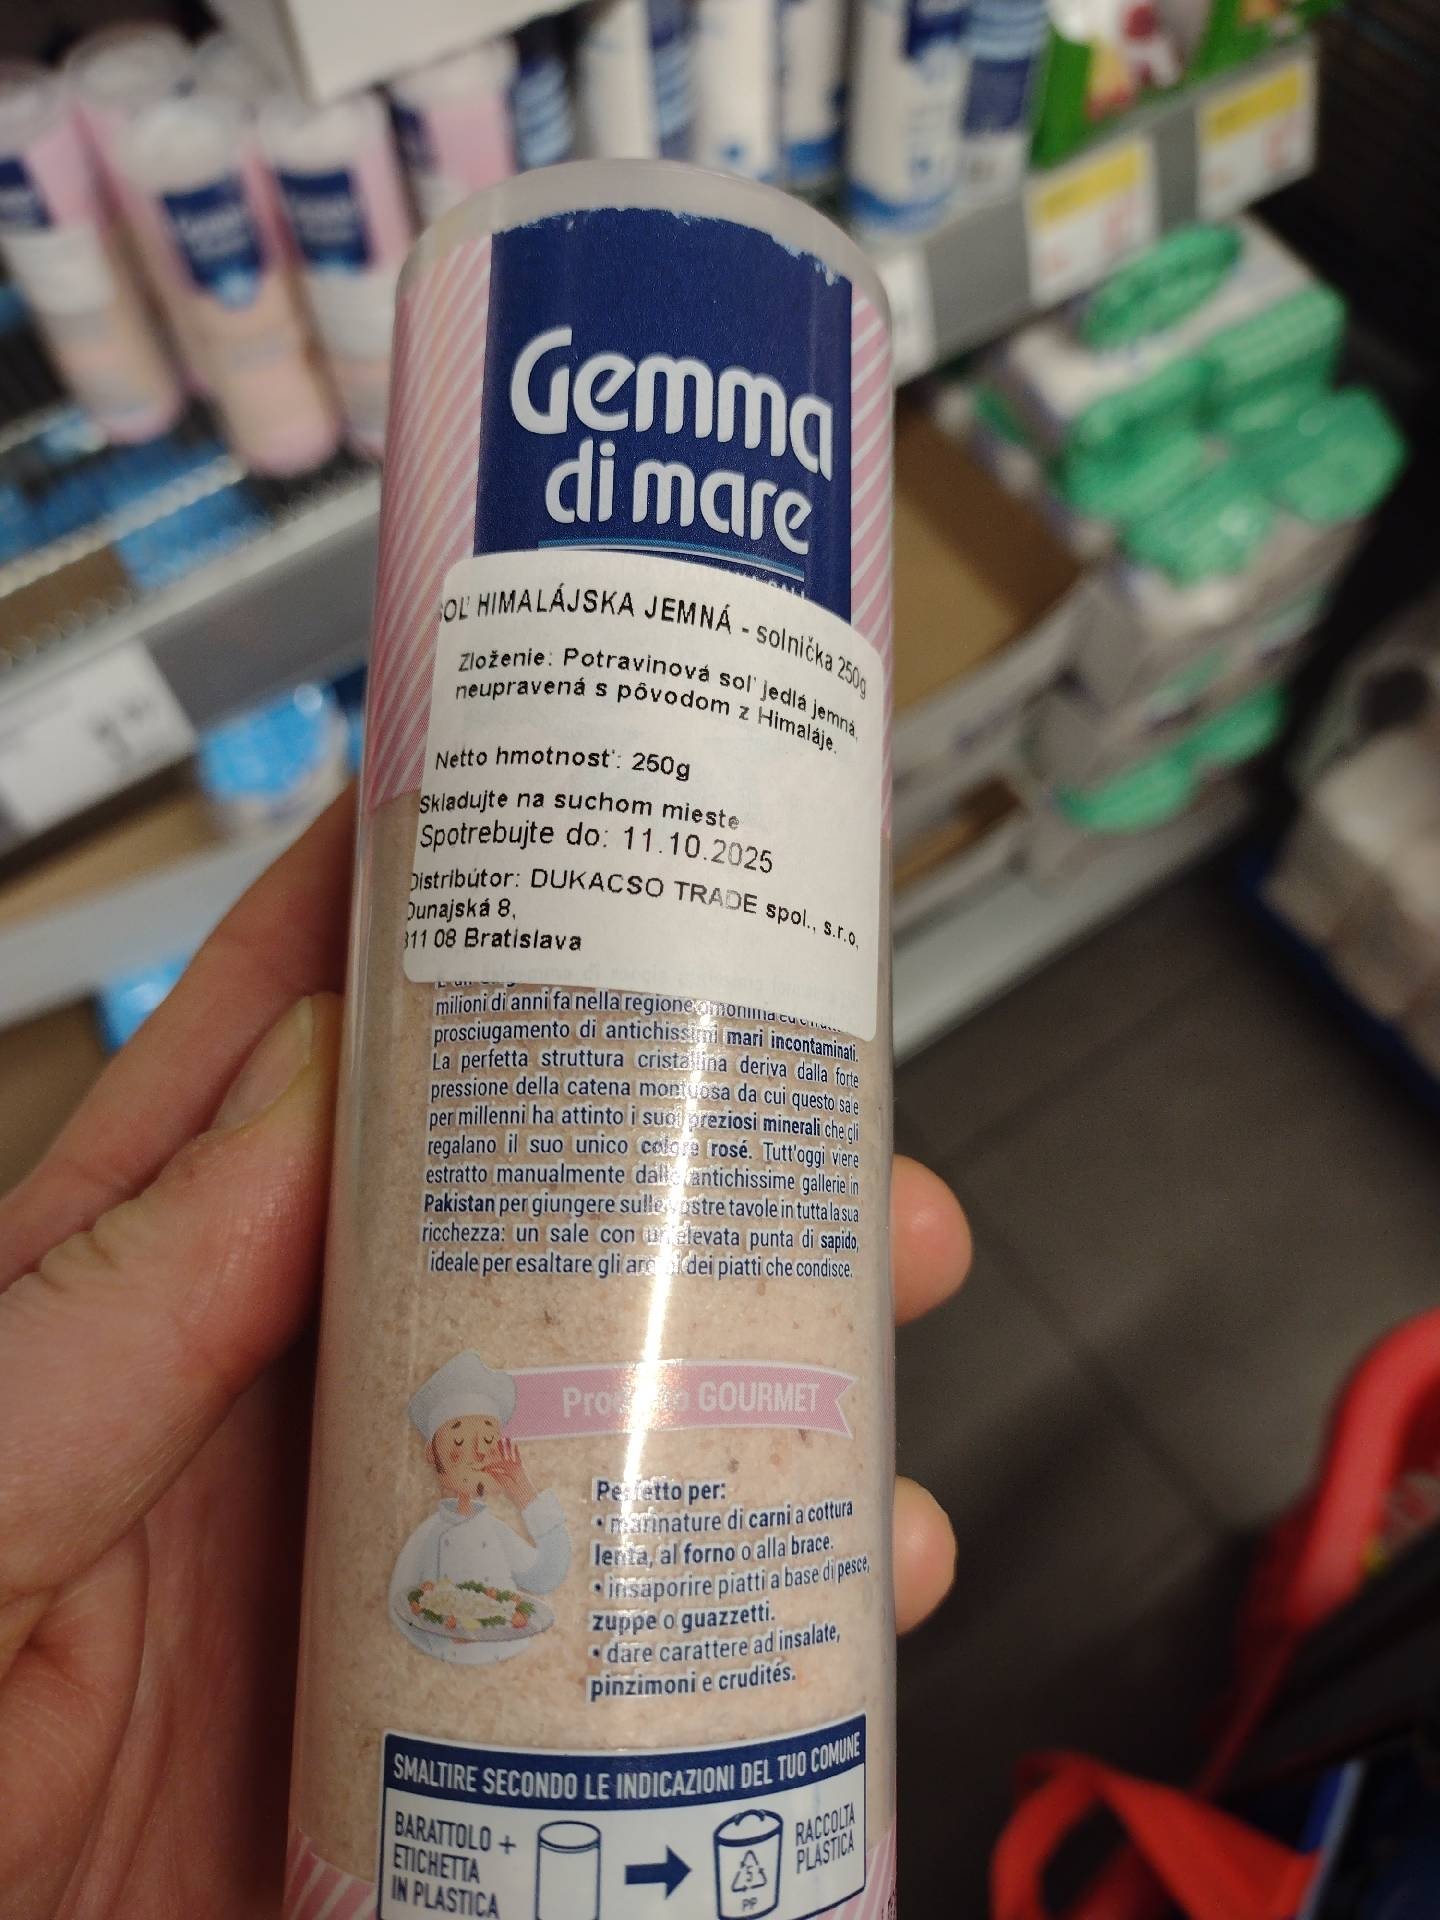 Gemma
di mare
SOĽ HIMALÁJSKA JEMNÁ - solnička 250g
Zloženie: Potravinová soľ jedlá jemná,
neupravená s pôvodom z Himaláje.
Netto hmotnosť: 250g
Skladujte na suchom mieste
Spotrebujte do: 11.10.2025
Distribútor: DUKACSO TRADE spol., s.r.o.
Dunajská 8,
811 08 Bratislava
milioni di anni fa nella regione
prosciugamento di antichissimi mari incontaminati.
La perfetta struttura cristallina deriva dalla forte
pressione della catena montuosa da cui questo sale
per millenni ha attinto i suoi preziosi minerali che gli
regalano il suo unico colore rosé. Tutt'oggi viene
estratto manualmente dalle antichissime gallerie in
Pakistan per giungere sulle vostre tavole in tutta la sua
ricchezza: un sale con un'elevata punta di sapido,
ideale per esaltare gli aromi dei piatti che condisce.
Prodotto GOURMET
Perfetto per:
• marinature di carni a cottura
lenta, al forno o alla brace.
• insaporire piatti a base di pesce,
zuppe o guazzetti.
• dare carattere ad insalate,
pinzimoni e crudités.
SMALTIRE SECONDO LE INDICAZIONI DEL TUO COMUNE
BARATTOLO +
ETICHETTA
IN PLASTICA
5
PP
RACCOLTA
PLASTICA